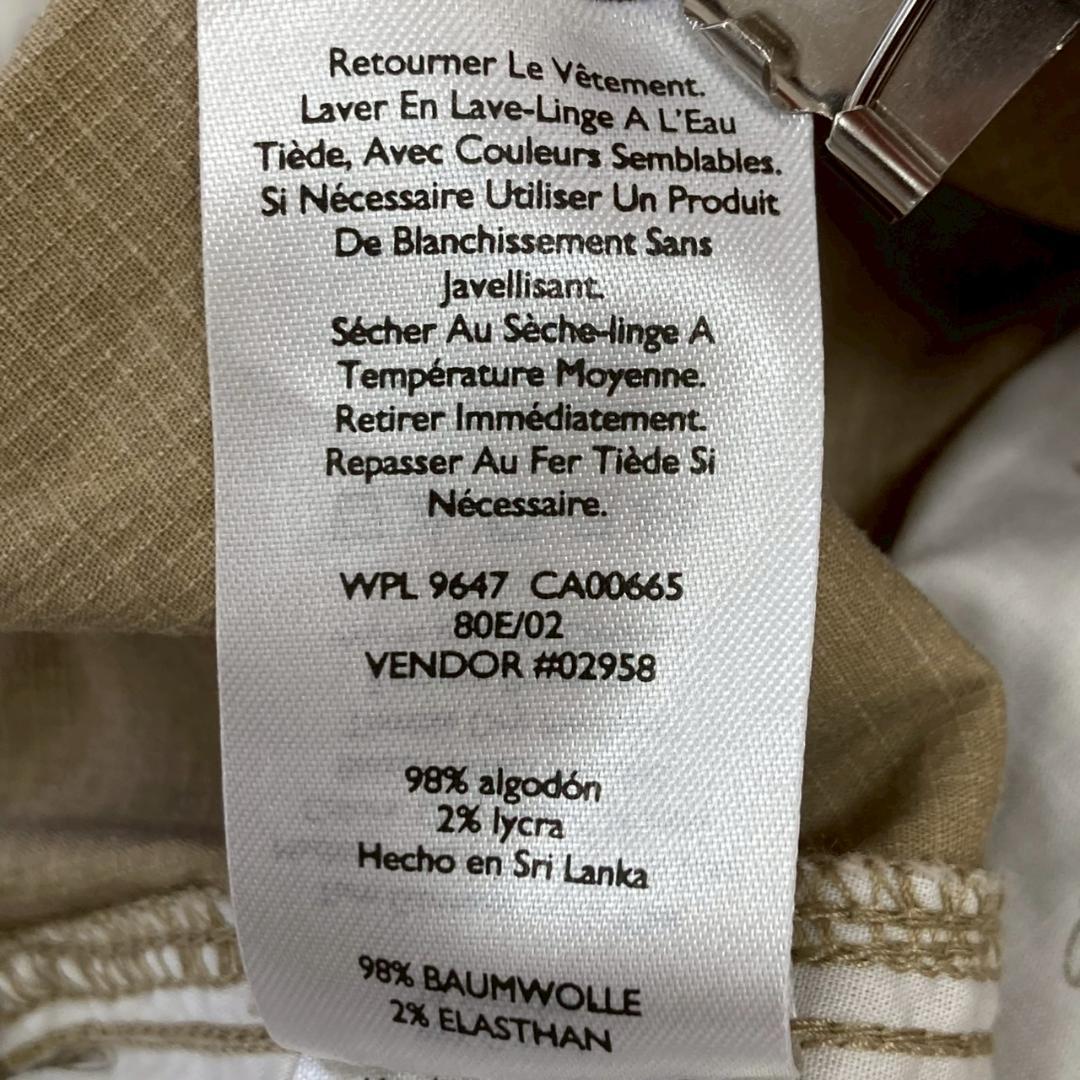 Retourner Le Vêtement.
Laver En Lave-Linge A L'Eau
Tiède, Avec Couleurs Semblables.
Si Nécessaire Utiliser Un Produit
De Blanchissement Sans
Javellisant.
Sécher Au Sèche-linge A
Température Moyenne.
Retirer Immédiatement.
Repasser Au Fer Tiède Si
Nécessaire.
WPL 9647 CA00665
80E/02
VENDOR #02958
98% algodón
2% lycra
Hecho en Sri Lanka
98% BAUMWOLLE
2% ELASTHAN